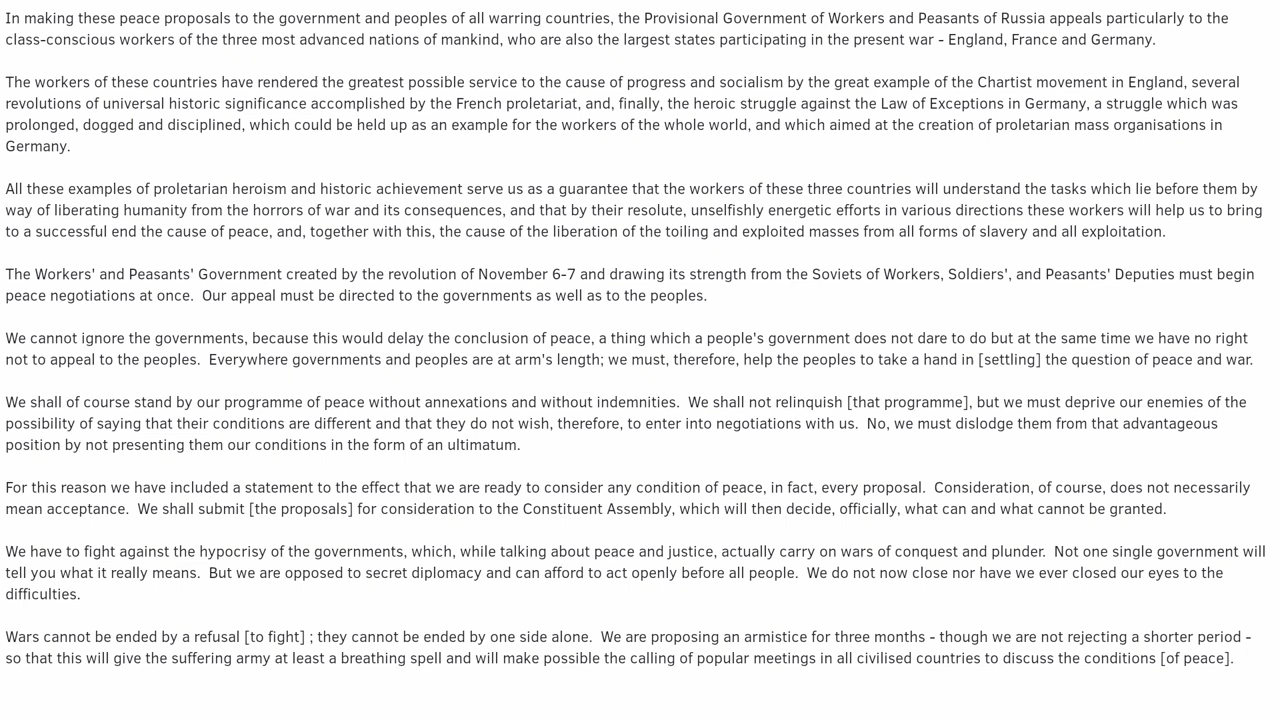 In making these peace proposals to the government and peoples of all warring countries, the Provisional Government of Workers and Peasants of Russia appeals particularly to the
class-conscious workers of the three most advanced nations of mankind, who are also the largest states participating in the present war - England, France and Germany.
The workers of these countries have rendered the greatest possible service to the cause of progress and socialism by the great example of the Chartist movement in England, several
revolutions of universal historic significance accomplished by the French proletariat, and, finally, the heroic struggle against the Law of Exceptions in Germany, a struggle which was
prolonged, dogged and disciplined, which could be held up as an example for the workers of the whole world, and which aimed at the creation of proletarian mass organisations in
Germany.
All these examples of proletarian heroism and historic achievement serve us as a guarantee that the workers of these three countries will understand the tasks which lie before them by
way of liberating humanity from the horrors of war and its consequences, and that by their resolute, unselfishly energetic efforts in various directions these workers will help us to bring
to a successful end the cause of peace, and, together with this, the cause of the liberation of the toiling and exploited masses from all forms of slavery and all exploitation.
The Workers' and Peasants' Government created by the revolution of November 6-7 and drawing its strength from the Soviets of Workers, Soldiers', and Peasants' Deputies must begin
peace negotiations at once.  Our appeal must be directed to the governments as well as to the peoples.
We cannot ignore the governments, because this would delay the conclusion of peace, a thing which a people's government does not dare to do but at the same time we have no right
not to appeal to the peoples.  Everywhere governments and peoples are at arm's length; we must, therefore, help the peoples to take a hand in [settling] the question of peace and war.
We shall of course stand by our programme of peace without annexations and without indemnities.  We shall not relinquish [that programme], but we must deprive our enemies of the
possibility of saying that their conditions are different and that they do not wish, therefore, to enter into negotiations with us.  No, we must dislodge them from that advantageous
position by not presenting them our conditions in the form of an ultimatum.
For this reason we have included a statement to the effect that we are ready to consider any condition of peace, in fact, every proposal.  Consideration, of course, does not necessarily
mean acceptance.  We shall submit [the proposals] for consideration to the Constituent Assembly, which will then decide, officially, what can and what cannot be granted.
We have to fight against the hypocrisy of the governments, which, while talking about peace and justice, actually carry on wars of conquest and plunder.  Not one single government will
tell you what it really means.  But we are opposed to secret diplomacy and can afford to act openly before all people.  We do not now close nor have we ever closed our eyes to the
difficulties.
Wars cannot be ended by a refusal [to fight] ; they cannot be ended by one side alone.  We are proposing an armistice for three months - though we are not rejecting a shorter period -
so that this will give the suffering army at least a breathing spell and will make possible the calling of popular meetings in all civilised countries to discuss the conditions [of peace].